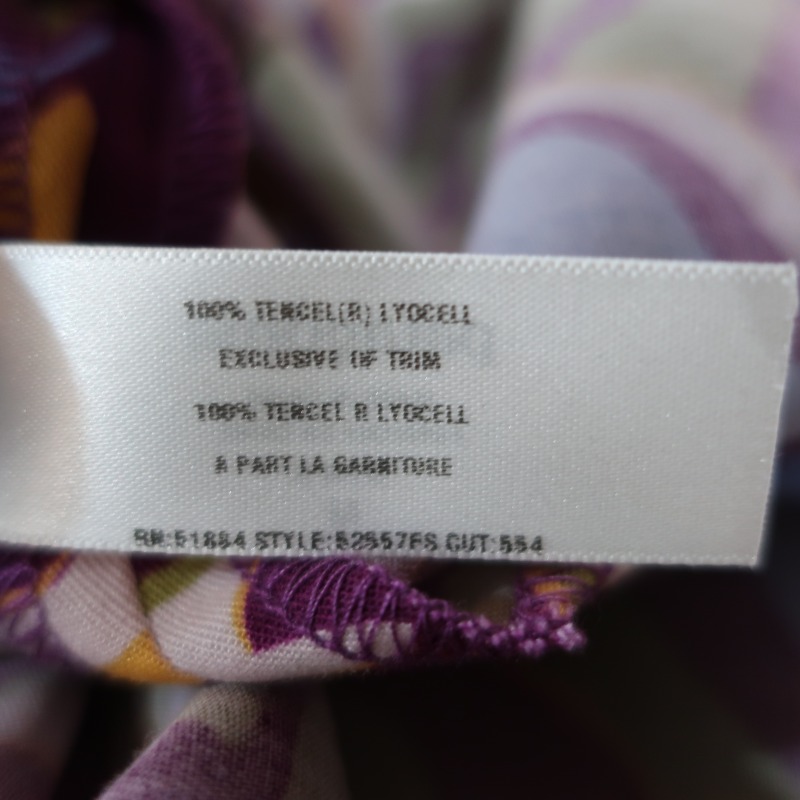 100% TENCEL(R) LYOCELL
EXCLUSIVE OF TRIM
100% TENCEL R LYOCELL
A PART LA GARNITURE
RN:51884 STYLE:52557FS CUT:554